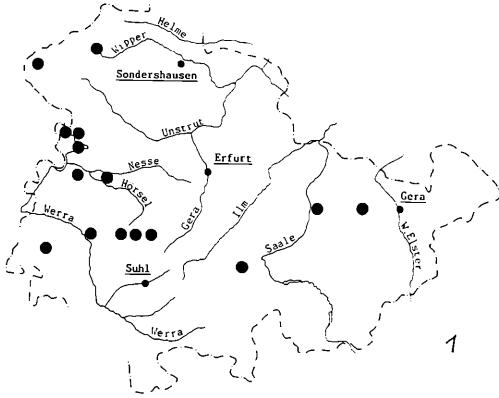 Helme
Wipper
Sondershausen
Unstrut
Nesse
Erfurt
Hörsel
Gera
Werra
Gera
Ilm
W.Elster
Saale
Suhl
Werra
1